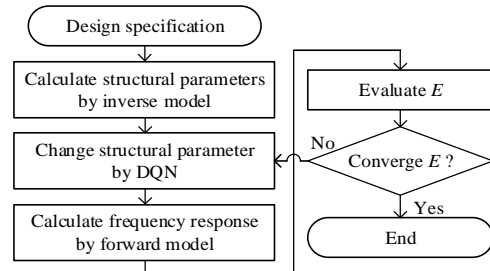 Design specification
Calculate structural parameters
by inverse model
Change structural parameter
by DQN
Calculate frequency response
by forward model
Evaluate E
No
Converge E ?
Yes
End